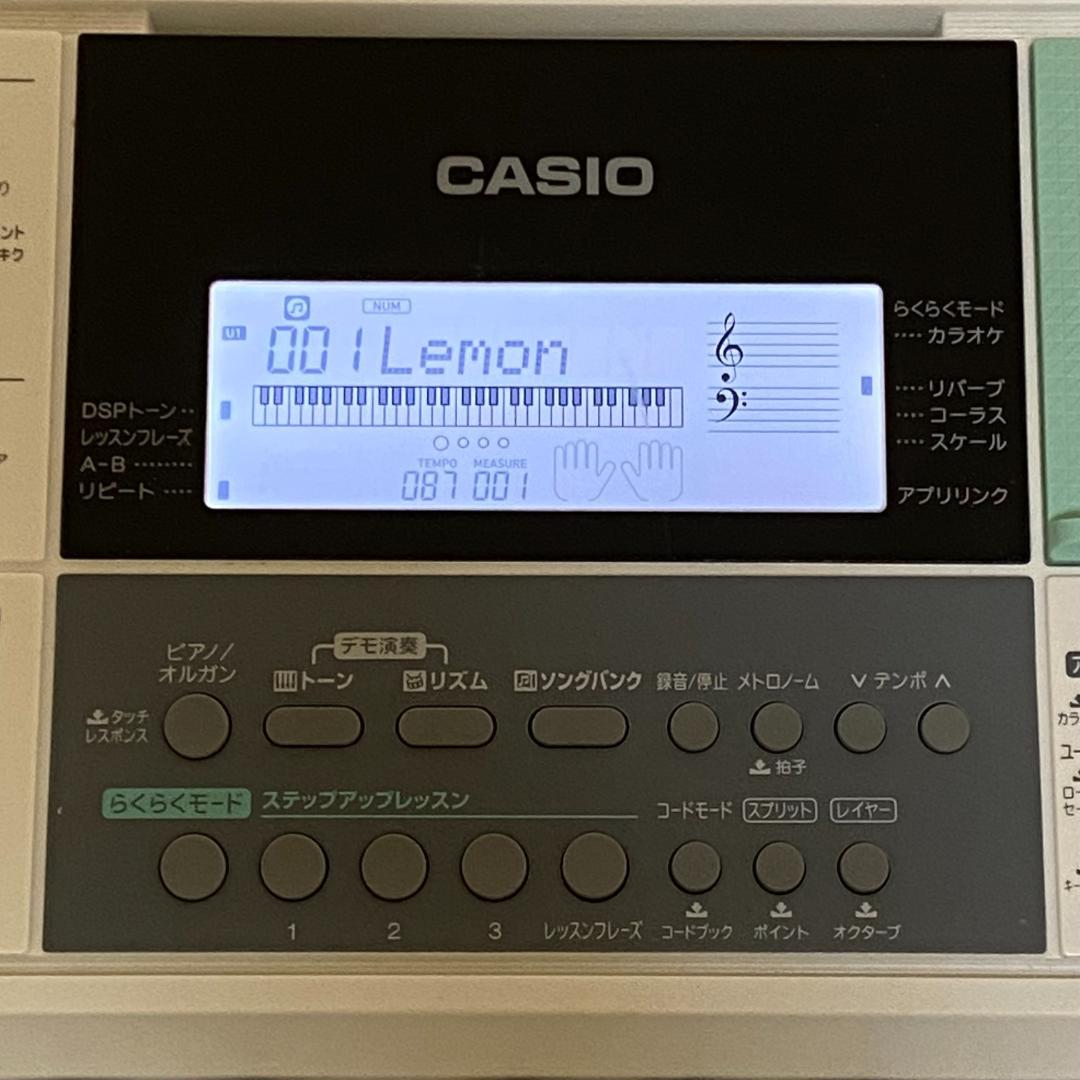 CASIO
NUM
U1
001 Lemon
TEMPO MEASURE
087 001
DSPトーン
レッスンフレーズ
A-B
リピート
らくらくモード
カラオケ
リバーブ
コーラス
スケール
アプリリンク
ント
キク
デモ演奏
ピアノ/
オルガン
トーン
リズム
ソングバンク
録音/停止
メトロノーム
∨ テンポ ∧
タッチ
レスポンス
拍子
らくらくモード
ステップアップレッスン
コードモード
スプリット
レイヤー
1
2
3
レッスンフレーズ
コードブック
ポイント
オクターブ